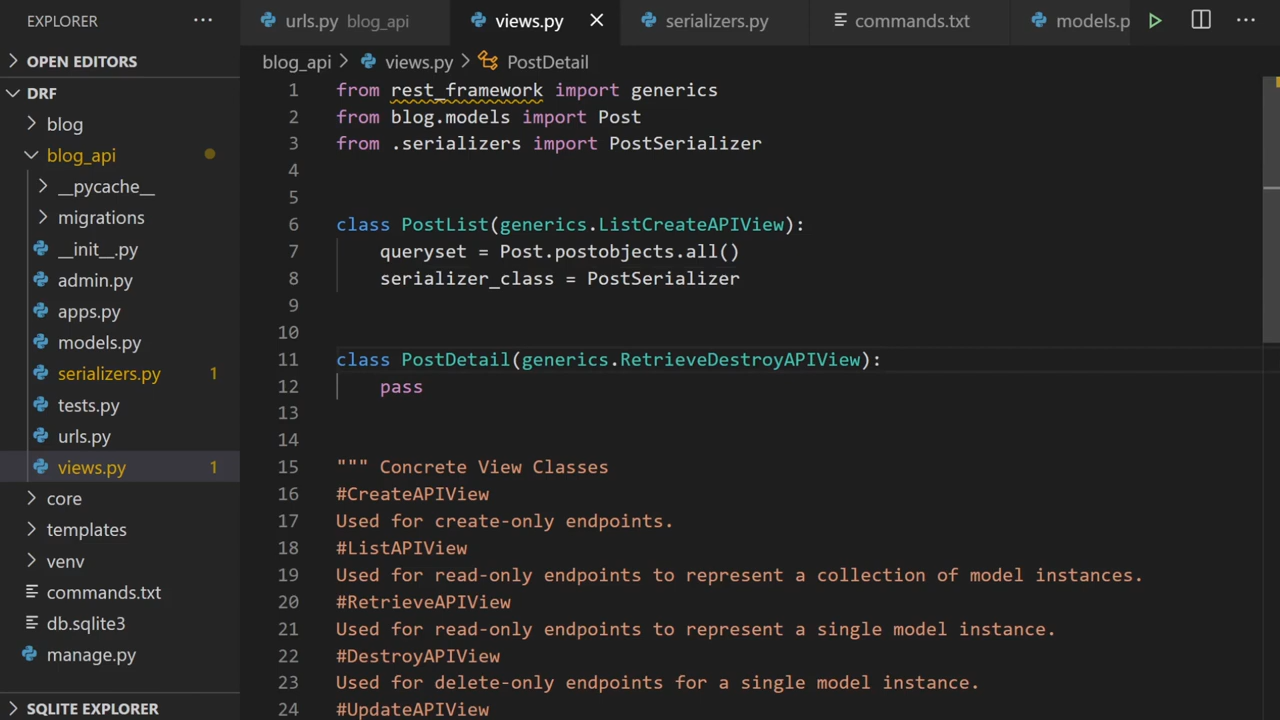 EXPLORER ···
urls.py blog_api views.py × serializers.py commands.txt models.p ···
OPEN EDITORS
blog_api > views.py > PostDetail
DRF
blog
blog_api
__pycache__
migrations
__init__.py
admin.py
apps.py
models.py
serializers.py 1
tests.py
urls.py
views.py 1
core
templates
venv
commands.txt
db.sqlite3
manage.py
SQLITE EXPLORER
1 from rest_framework import generics
2 from blog.models import Post
3 from .serializers import PostSerializer
4
5
6 class PostList(generics.ListCreateAPIView):
7 queryset = Post.postobjects.all()
8 serializer_class = PostSerializer
9
10
11 class PostDetail(generics.RetrieveDestroyAPIView):
12 pass
13
14
15 """ Concrete View Classes
16 #CreateAPIView
17 Used for create-only endpoints.
18 #ListAPIView
19 Used for read-only endpoints to represent a collection of model instances.
20 #RetrieveAPIView
21 Used for read-only endpoints to represent a single model instance.
22 #DestroyAPIView
23 Used for delete-only endpoints for a single model instance.
24 #UpdateAPIView